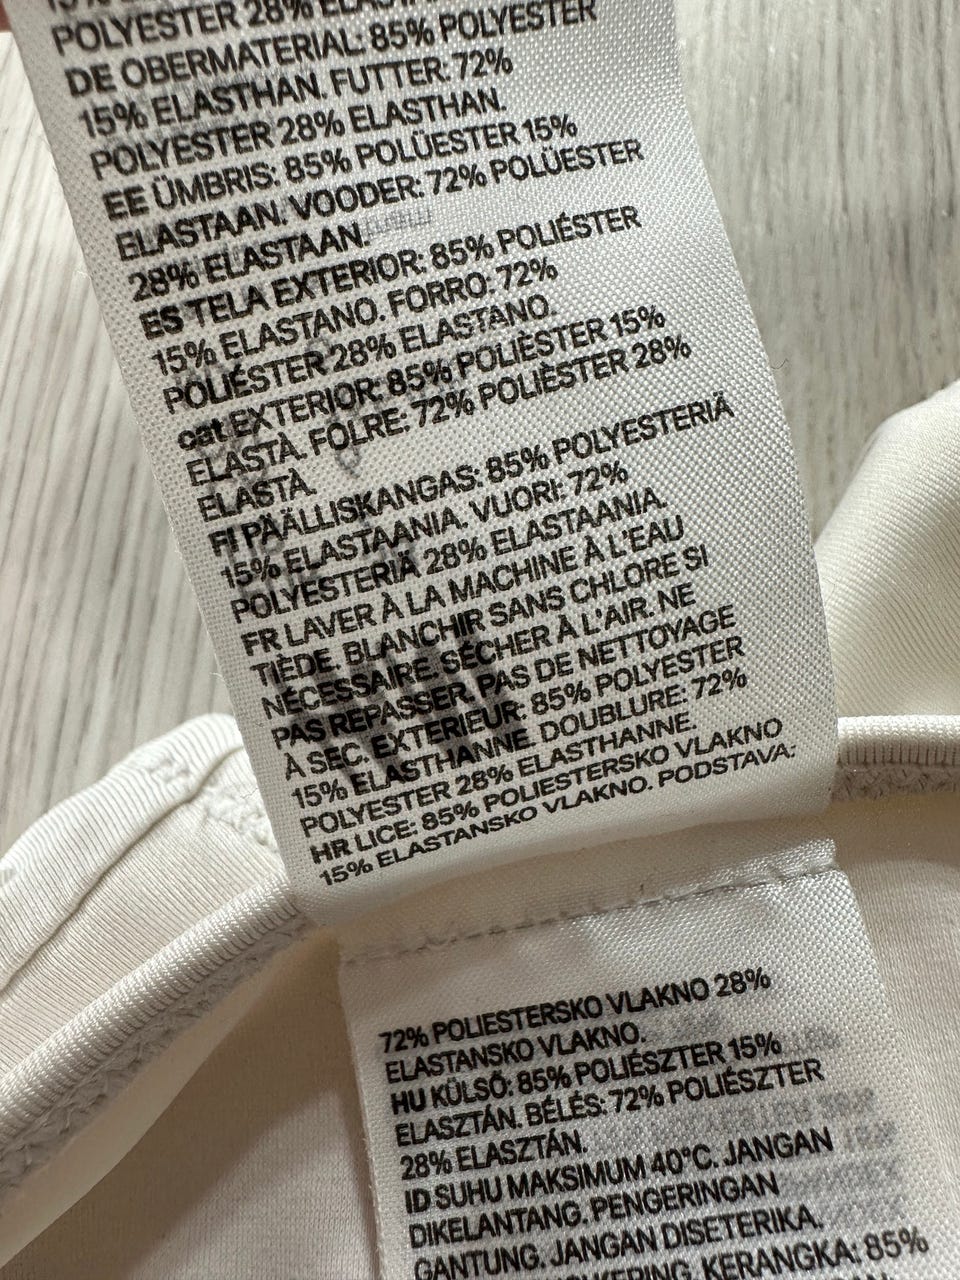 POLYESTER 28%
DE OBERMATERIAL: 85% POLYESTER
15% ELASTHAN. FUTTER: 72%
POLYESTER 28% ELASTHAN.
EE ÜMBRIS: 85% POLÜESTER 15%
ELASTAAN. VOODER: 72% POLÜESTER
28% ELASTAAN.
ES TELA EXTERIOR: 85% POLIÉSTER
15% ELASTANO. FORRO: 72%
POLIÉSTER 28% ELASTANO.
cat EXTERIOR: 85% POLIÈSTER 15%
ELASTÀ. FOLRE: 72% POLIÈSTER 28%
ELASTÀ.
FI PÄÄLLISKANGAS: 85% POLYESTERIÄ
15% ELASTAANIA. VUORI: 72%
POLYESTERIÄ 28% ELASTAANIA.
FR LAVER À LA MACHINE À L'EAU
TIÈDE. BLANCHIR SANS CHLORE SI
NÉCESSAIRE. SÉCHER À L'AIR. NE
PAS REPASSER. PAS DE NETTOYAGE
À SEC. EXTERIEUR: 85% POLYESTER
15% ELASTHANNE. DOUBLURE: 72%
POLYESTER 28% ELASTHANNE.
HR LICE: 85% POLIESTERSKO VLAKNO
15% ELASTANSKO VLAKNO. PODSTAVA:
72% POLIESTERSKO VLAKNO 28%
ELASTANSKO VLAKNO.
HU KÜLSŐ: 85% POLIÉSZTER 15%
ELASZTÁN. BÉLÉS: 72% POLIÉSZTER
28% ELASZTÁN.
ID SUHU MAKSIMUM 40°C. JANGAN
DIKELANTANG. PENGERINGAN
GANTUNG. JANGAN DISETERIKA.
KERANGKA: 85%